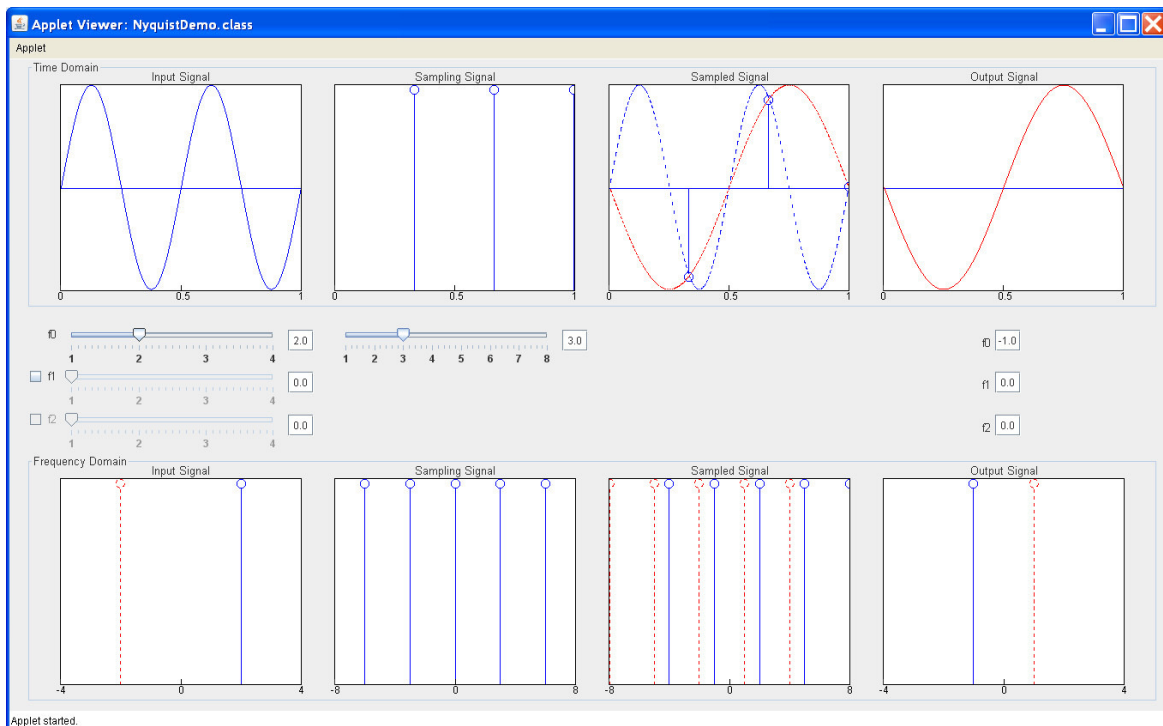 Applet Viewer: NyquistDemo.class
Applet
Time Domain
Input Signal Sampling Signal Sampled Signal Output Signal
0 0.5 1 0 0.5 1 0 0.5 1 0 0.5 1
f0 2.0 3.0 f0 -1.0
1 2 3 4 1 2 3 4 5 6 7 8
f1 0.0 f1 0.0
1 2 3 4
f2 0.0 f2 0.0
1 2 3 4
Frequency Domain
Input Signal Sampling Signal Sampled Signal Output Signal
-4 0 4 -8 0 8 -8 0 8 -4 0 4
Applet started.